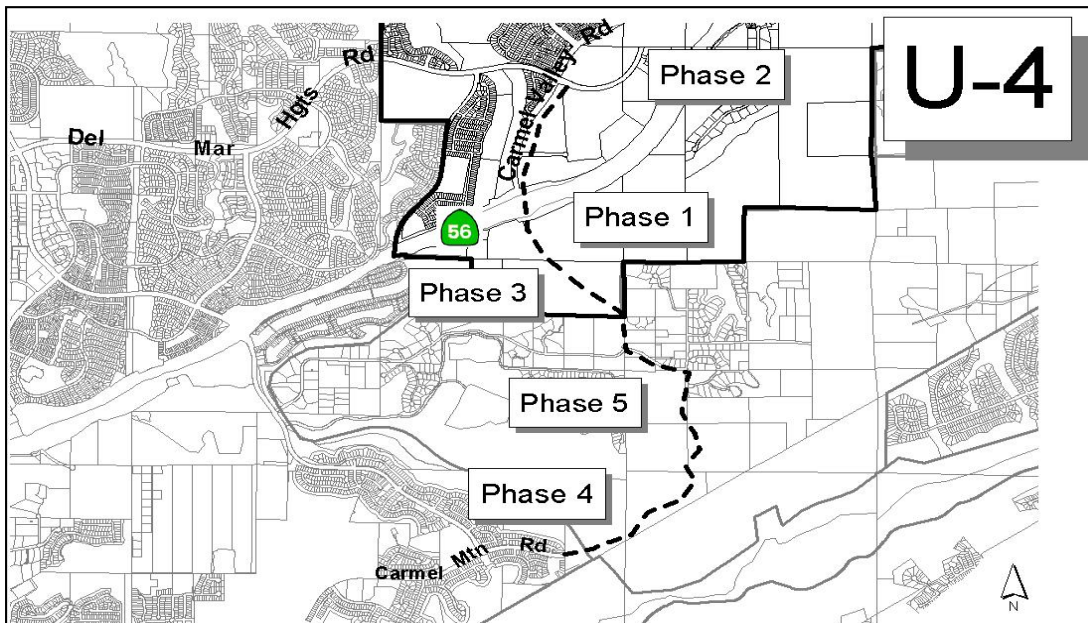 U-4
Rd
Carmel Valley Rd
Phase 2
Hgts
Del
Mar
Phase 1
56
Phase 3
Phase 5
Phase 4
Carmel Mtn Rd
N